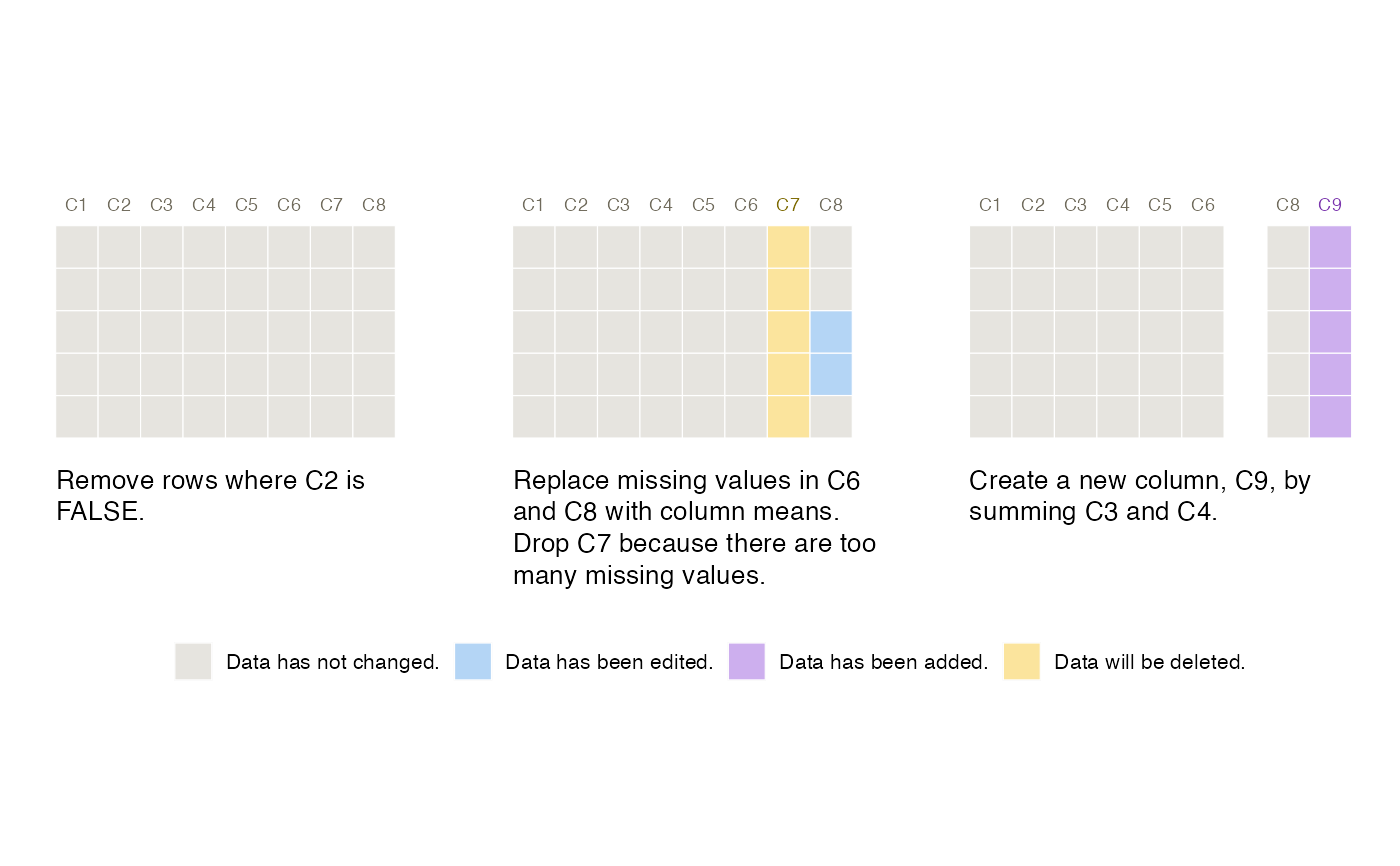 C1 C2 C3 C4 C5 C6 C7 C8
Remove rows where C2 is
FALSE.
C1 C2 C3 C4 C5 C6 C7 C8
Replace missing values in C6
and C8 with column means.
Drop C7 because there are too
many missing values.
C1 C2 C3 C4 C5 C6 C8 C9
Create a new column, C9, by
summing C3 and C4.
Data has not changed. Data has been edited. Data has been added. Data will be deleted.